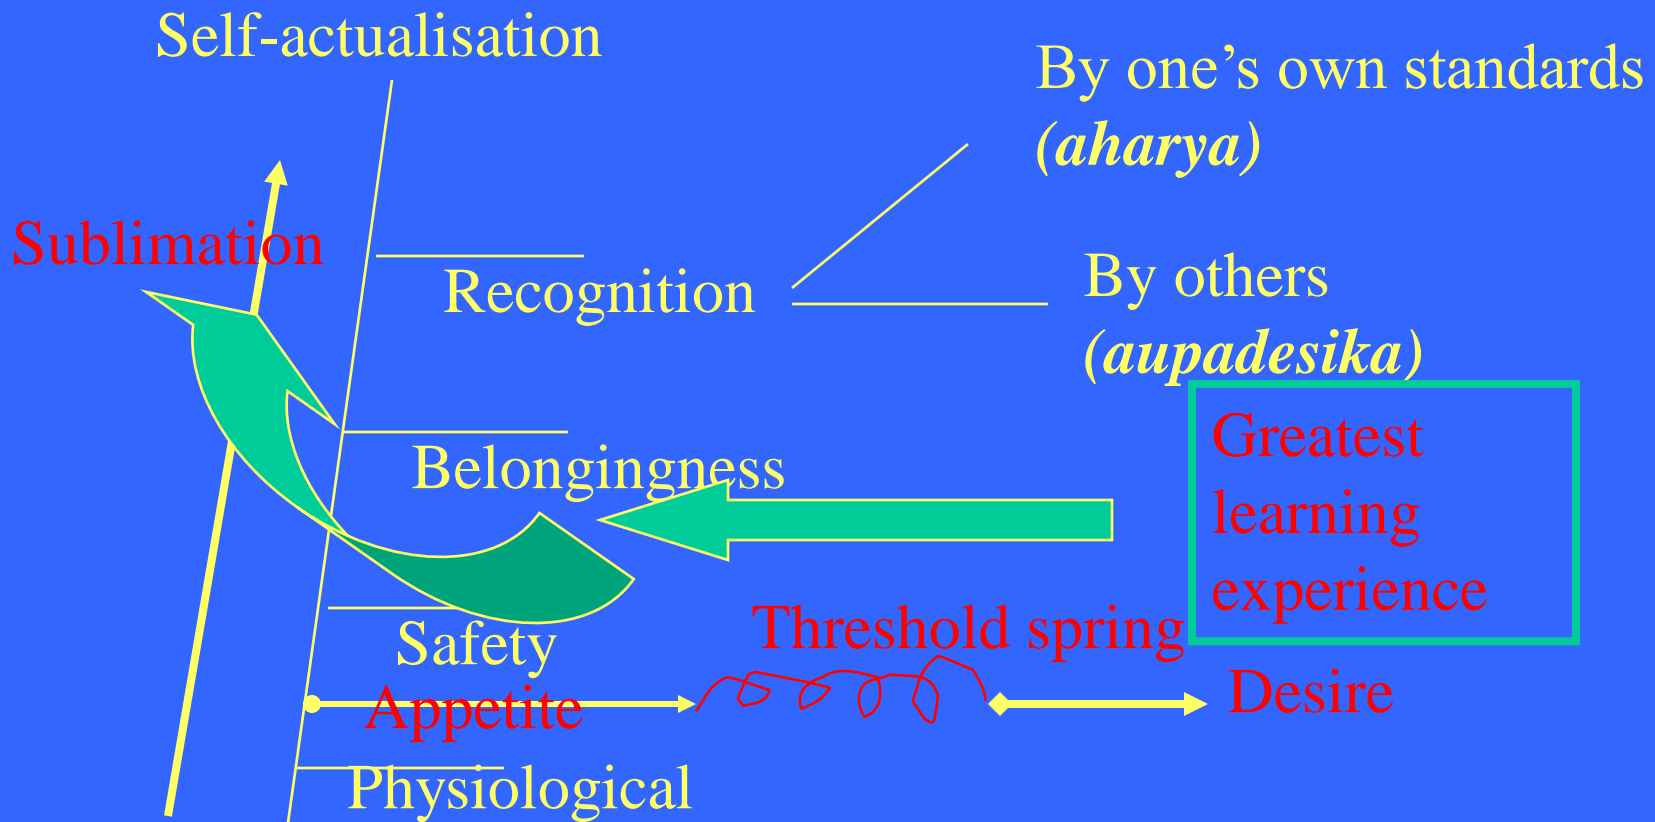 Self-actualisation
By one’s own standards
(aharya)
Sublimation
Recognition
By others
(aupadesika)
Greatest
learning
experience
Belongingness
Threshold spring
Safety
Appetite
Desire
Physiological